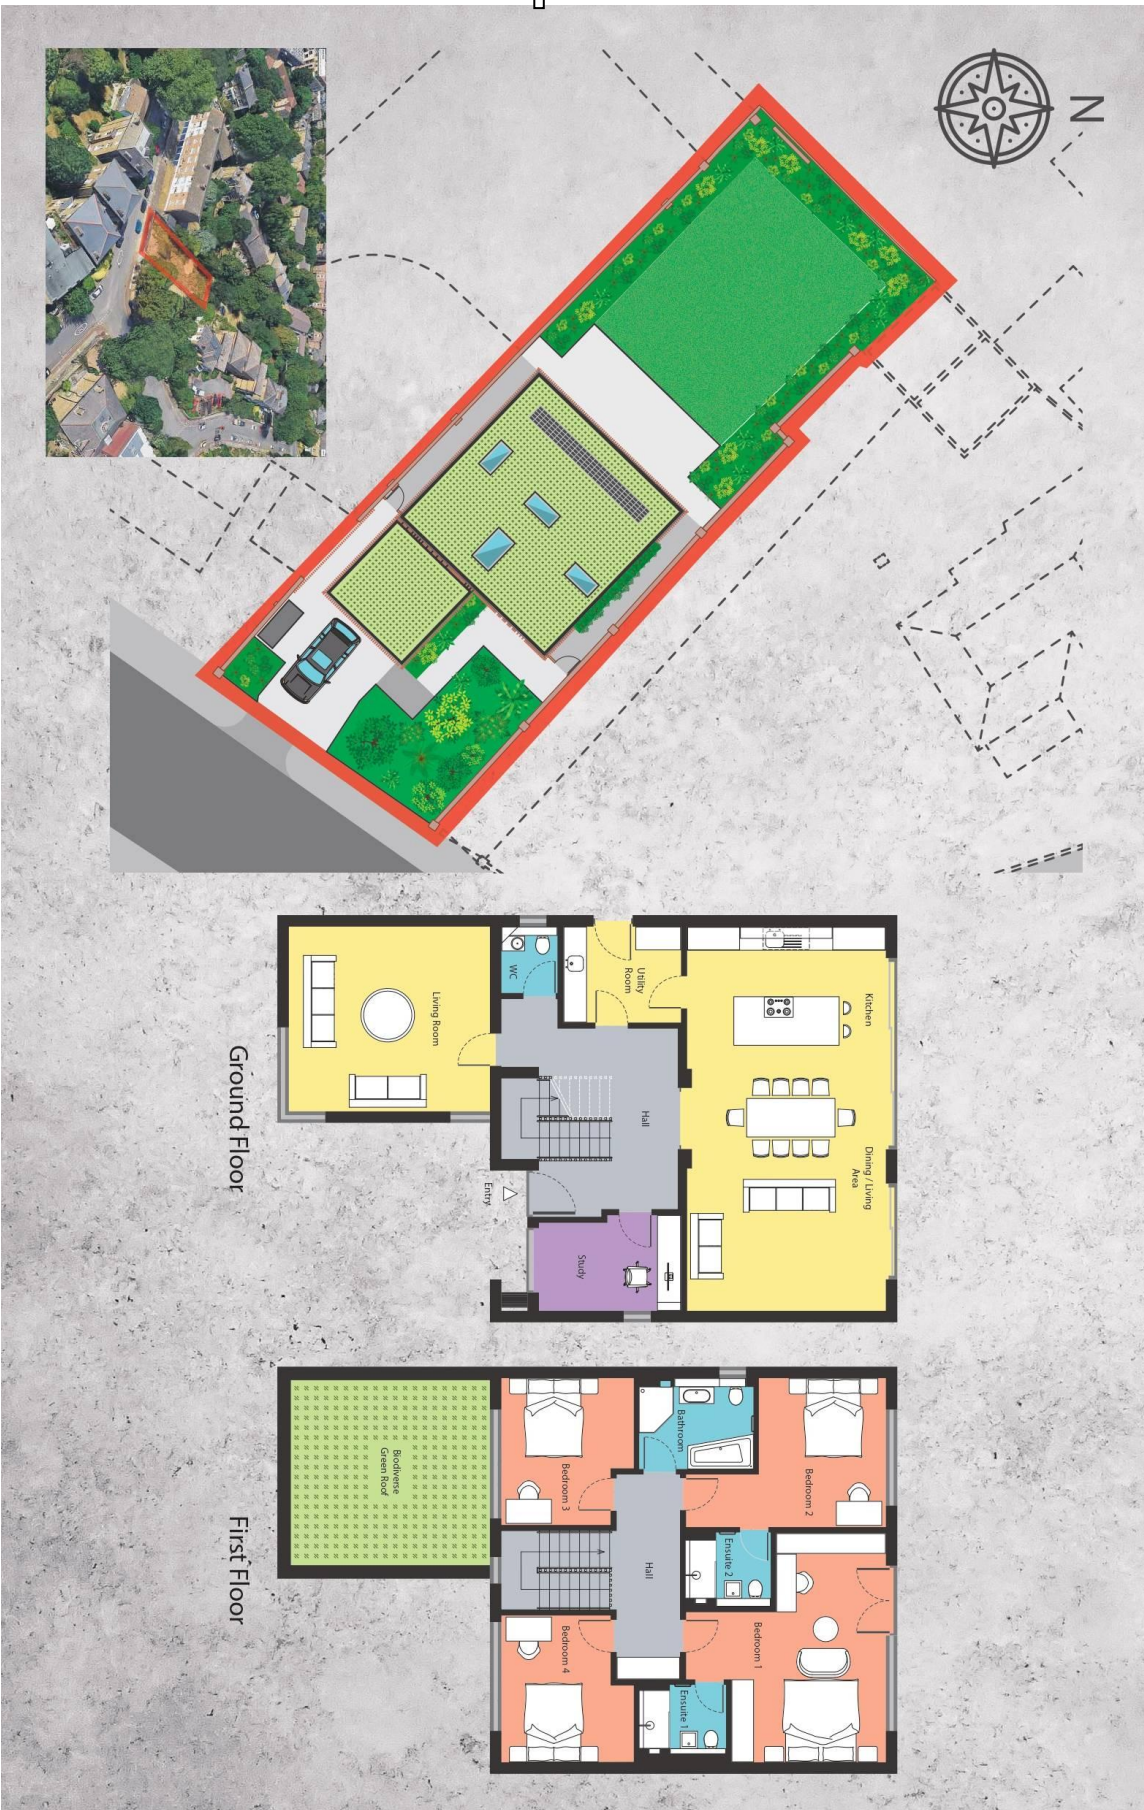 N
Kitchen
Dining / Living
Area
Utility
Room
WC
Living Room
Hall
Study
Entry
Ground Floor
Bedroom 2
Bedroom 1
Bathroom
Ensuite 2
Ensuite 1
Hall
Bedroom 3
Bedroom 4
Biodiverse
Green Roof
First Floor